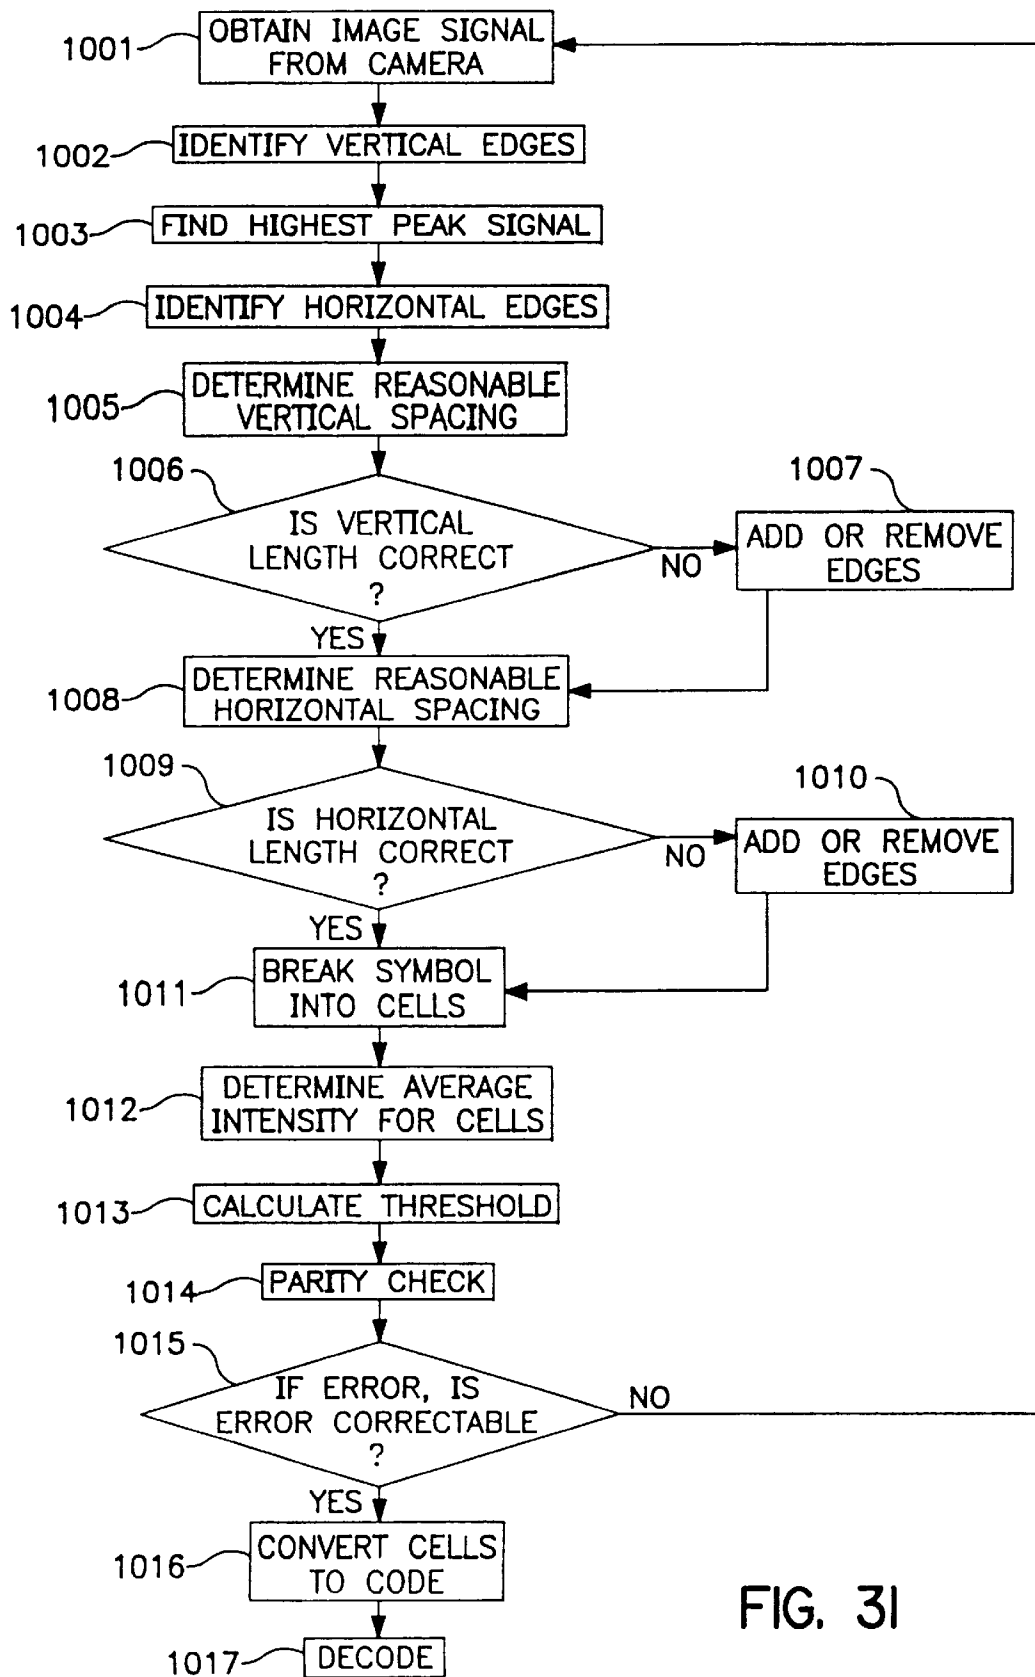 1001
OBTAIN IMAGE SIGNAL
FROM CAMERA
1002
IDENTIFY VERTICAL EDGES
1003
FIND HIGHEST PEAK SIGNAL
1004
IDENTIFY HORIZONTAL EDGES
1005
DETERMINE REASONABLE
VERTICAL SPACING
1006
IS VERTICAL
LENGTH CORRECT
?
NO
1007
ADD OR REMOVE
EDGES
YES
1008
DETERMINE REASONABLE
HORIZONTAL SPACING
1009
IS HORIZONTAL
LENGTH CORRECT
?
NO
1010
ADD OR REMOVE
EDGES
YES
1011
BREAK SYMBOL
INTO CELLS
1012
DETERMINE AVERAGE
INTENSITY FOR CELLS
1013
CALCULATE THRESHOLD
1014
PARITY CHECK
1015
IF ERROR, IS
ERROR CORRECTABLE
?
NO
YES
1016
CONVERT CELLS
TO CODE
1017
DECODE
FIG. 31